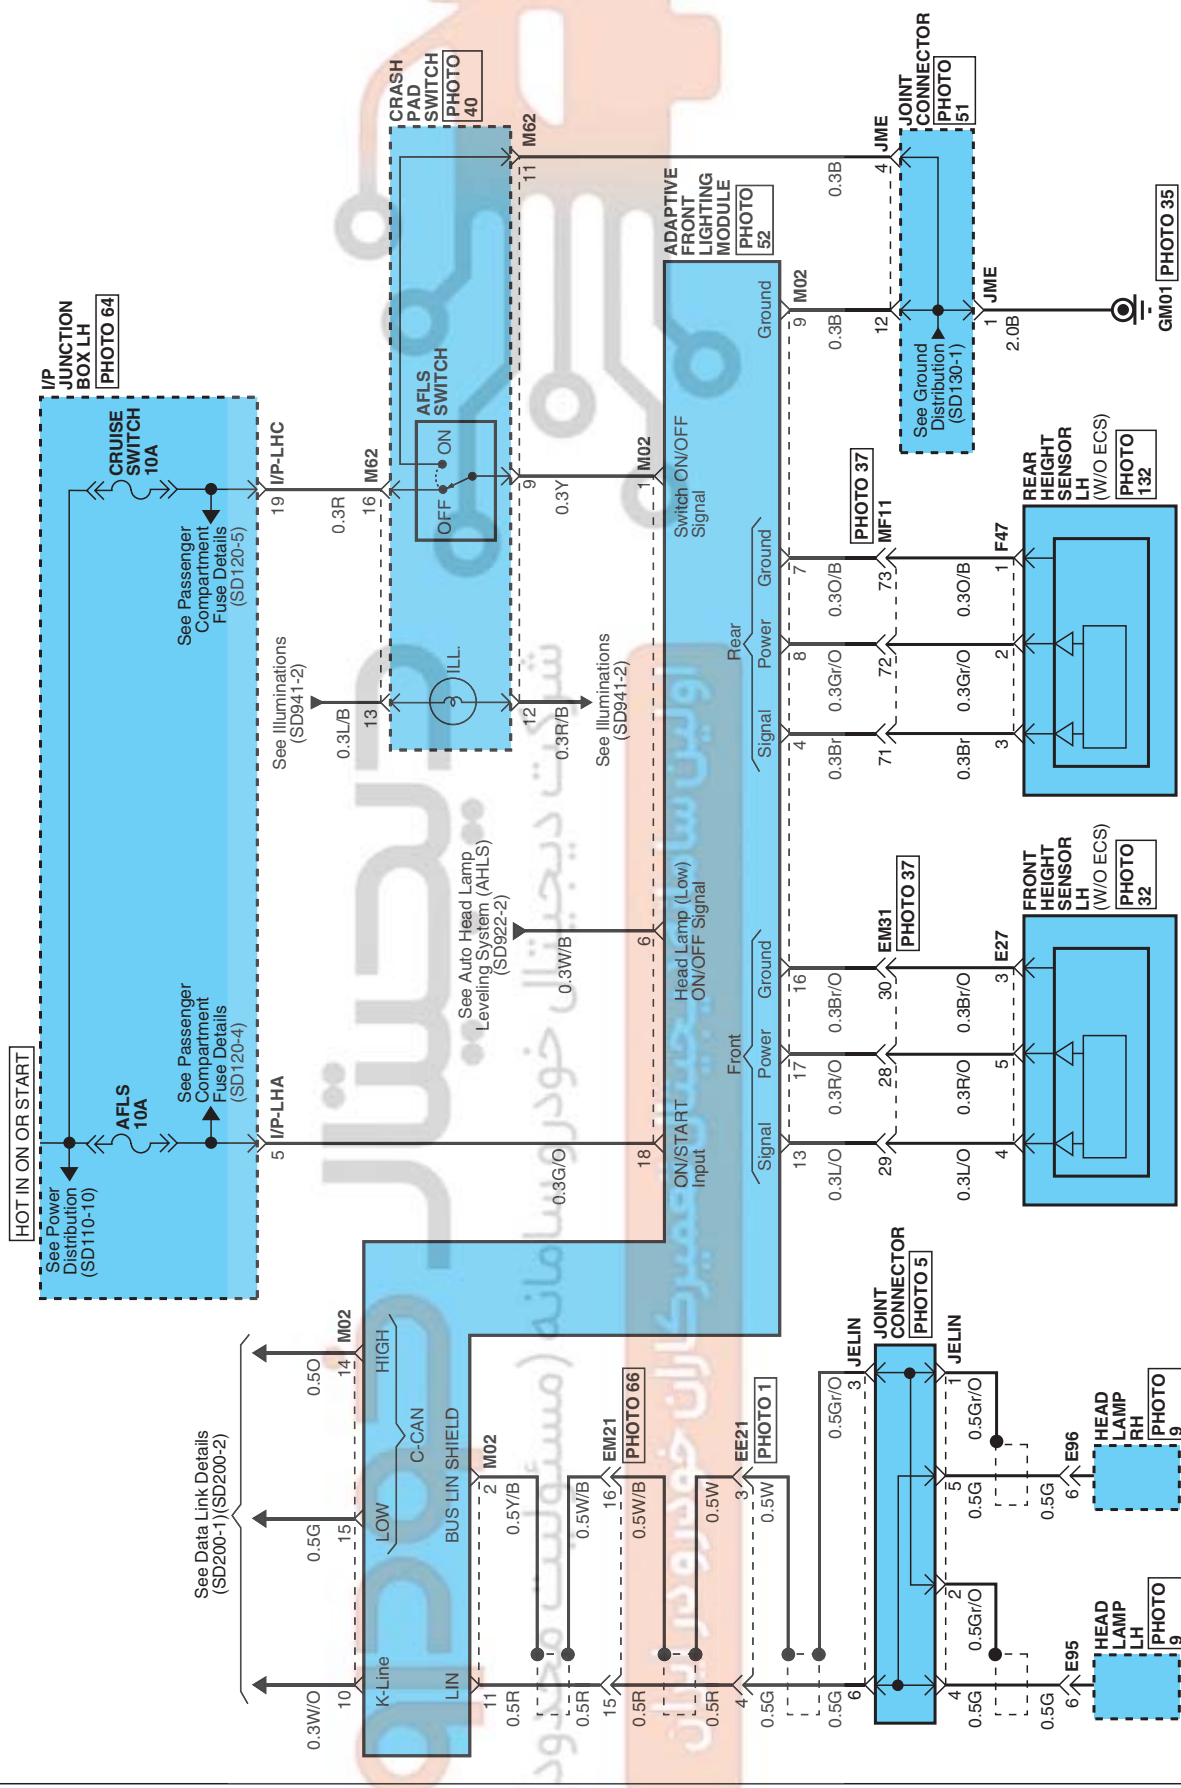 HOT IN ON OR START
I/P
JUNCTION
BOX LH
PHOTO 64
See Power
Distribution
(SD110-10)
AFLS
10A
See Passenger
Compartment
Fuse Details
(SD120-4)
CRUISE
SWITCH
10A
See Passenger
Compartment
Fuse Details
(SD120-5)
5
I/P-LHA
19
I/P-LHC
0.3R
16
M62
See Illuminations
(SD941-2)
0.3L/B
13
CRASH
PAD
SWITCH
PHOTO
40
AFLS
SWITCH
OFF
ON
ILL.
12
9
11
M62
0.3R/B
See Illuminations
(SD941-2)
0.3Y
1
M02
0.3G/O
18
See Auto Head Lamp
Leveling System (AHLS)
(SD922-2)
0.3W/B
6
ADAPTIVE
FRONT
LIGHTING
MODULE
PHOTO
52
ON/START
Input
Head Lamp (Low)
ON/OFF Signal
Switch ON/OFF
Signal
Front
Signal
Power
Ground
Rear
Signal
Power
Ground
Ground
See Data Link Details
(SD200-1)(SD200-2)
0.3W/O
0.5G
0.5O
10
15
14
M02
K-Line
LOW
HIGH
C-CAN
LIN
BUS LIN SHIELD
11
2
M02
0.5R
0.5Y/B
0.5R
0.5W/B
15
16
EM21
PHOTO 66
0.5R
0.5W/B
0.5R
0.5W
4
3
EE21
PHOTO 1
0.5G
0.5W
0.5G
0.5Gr/O
6
3
JELIN
JOINT
CONNECTOR
PHOTO 5
4
2
5
1
JELIN
0.5G
0.5Gr/O
0.5G
0.5Gr/O
0.5G
0.5G
6
E95
6
E96
HEAD
LAMP
LH
PHOTO
9
HEAD
LAMP
RH
PHOTO
9
13
17
16
0.3L/O
0.3R/O
0.3Br/O
29
28
30
EM31
PHOTO 37
0.3L/O
0.3R/O
0.3Br/O
4
5
3
E27
FRONT
HEIGHT
SENSOR
LH
(W/O ECS)
PHOTO
32
4
8
7
0.3Br
0.3Gr/O
0.3O/B
71
72
73
MF11
PHOTO 37
0.3Br
0.3Gr/O
0.3O/B
3
2
1
F47
REAR
HEIGHT
SENSOR
LH
(W/O ECS)
PHOTO
132
9
M02
0.3B
0.3B
12
4
JME
JOINT
CONNECTOR
PHOTO
51
See Ground
Distribution
(SD130-1)
1
JME
2.0B
GM01
PHOTO 35
دیجیتال خودرو سامانه (مسئولیت محدود
شرکت
اولین سامانه دیجیتال تعمیرکاران خودرو در ایران